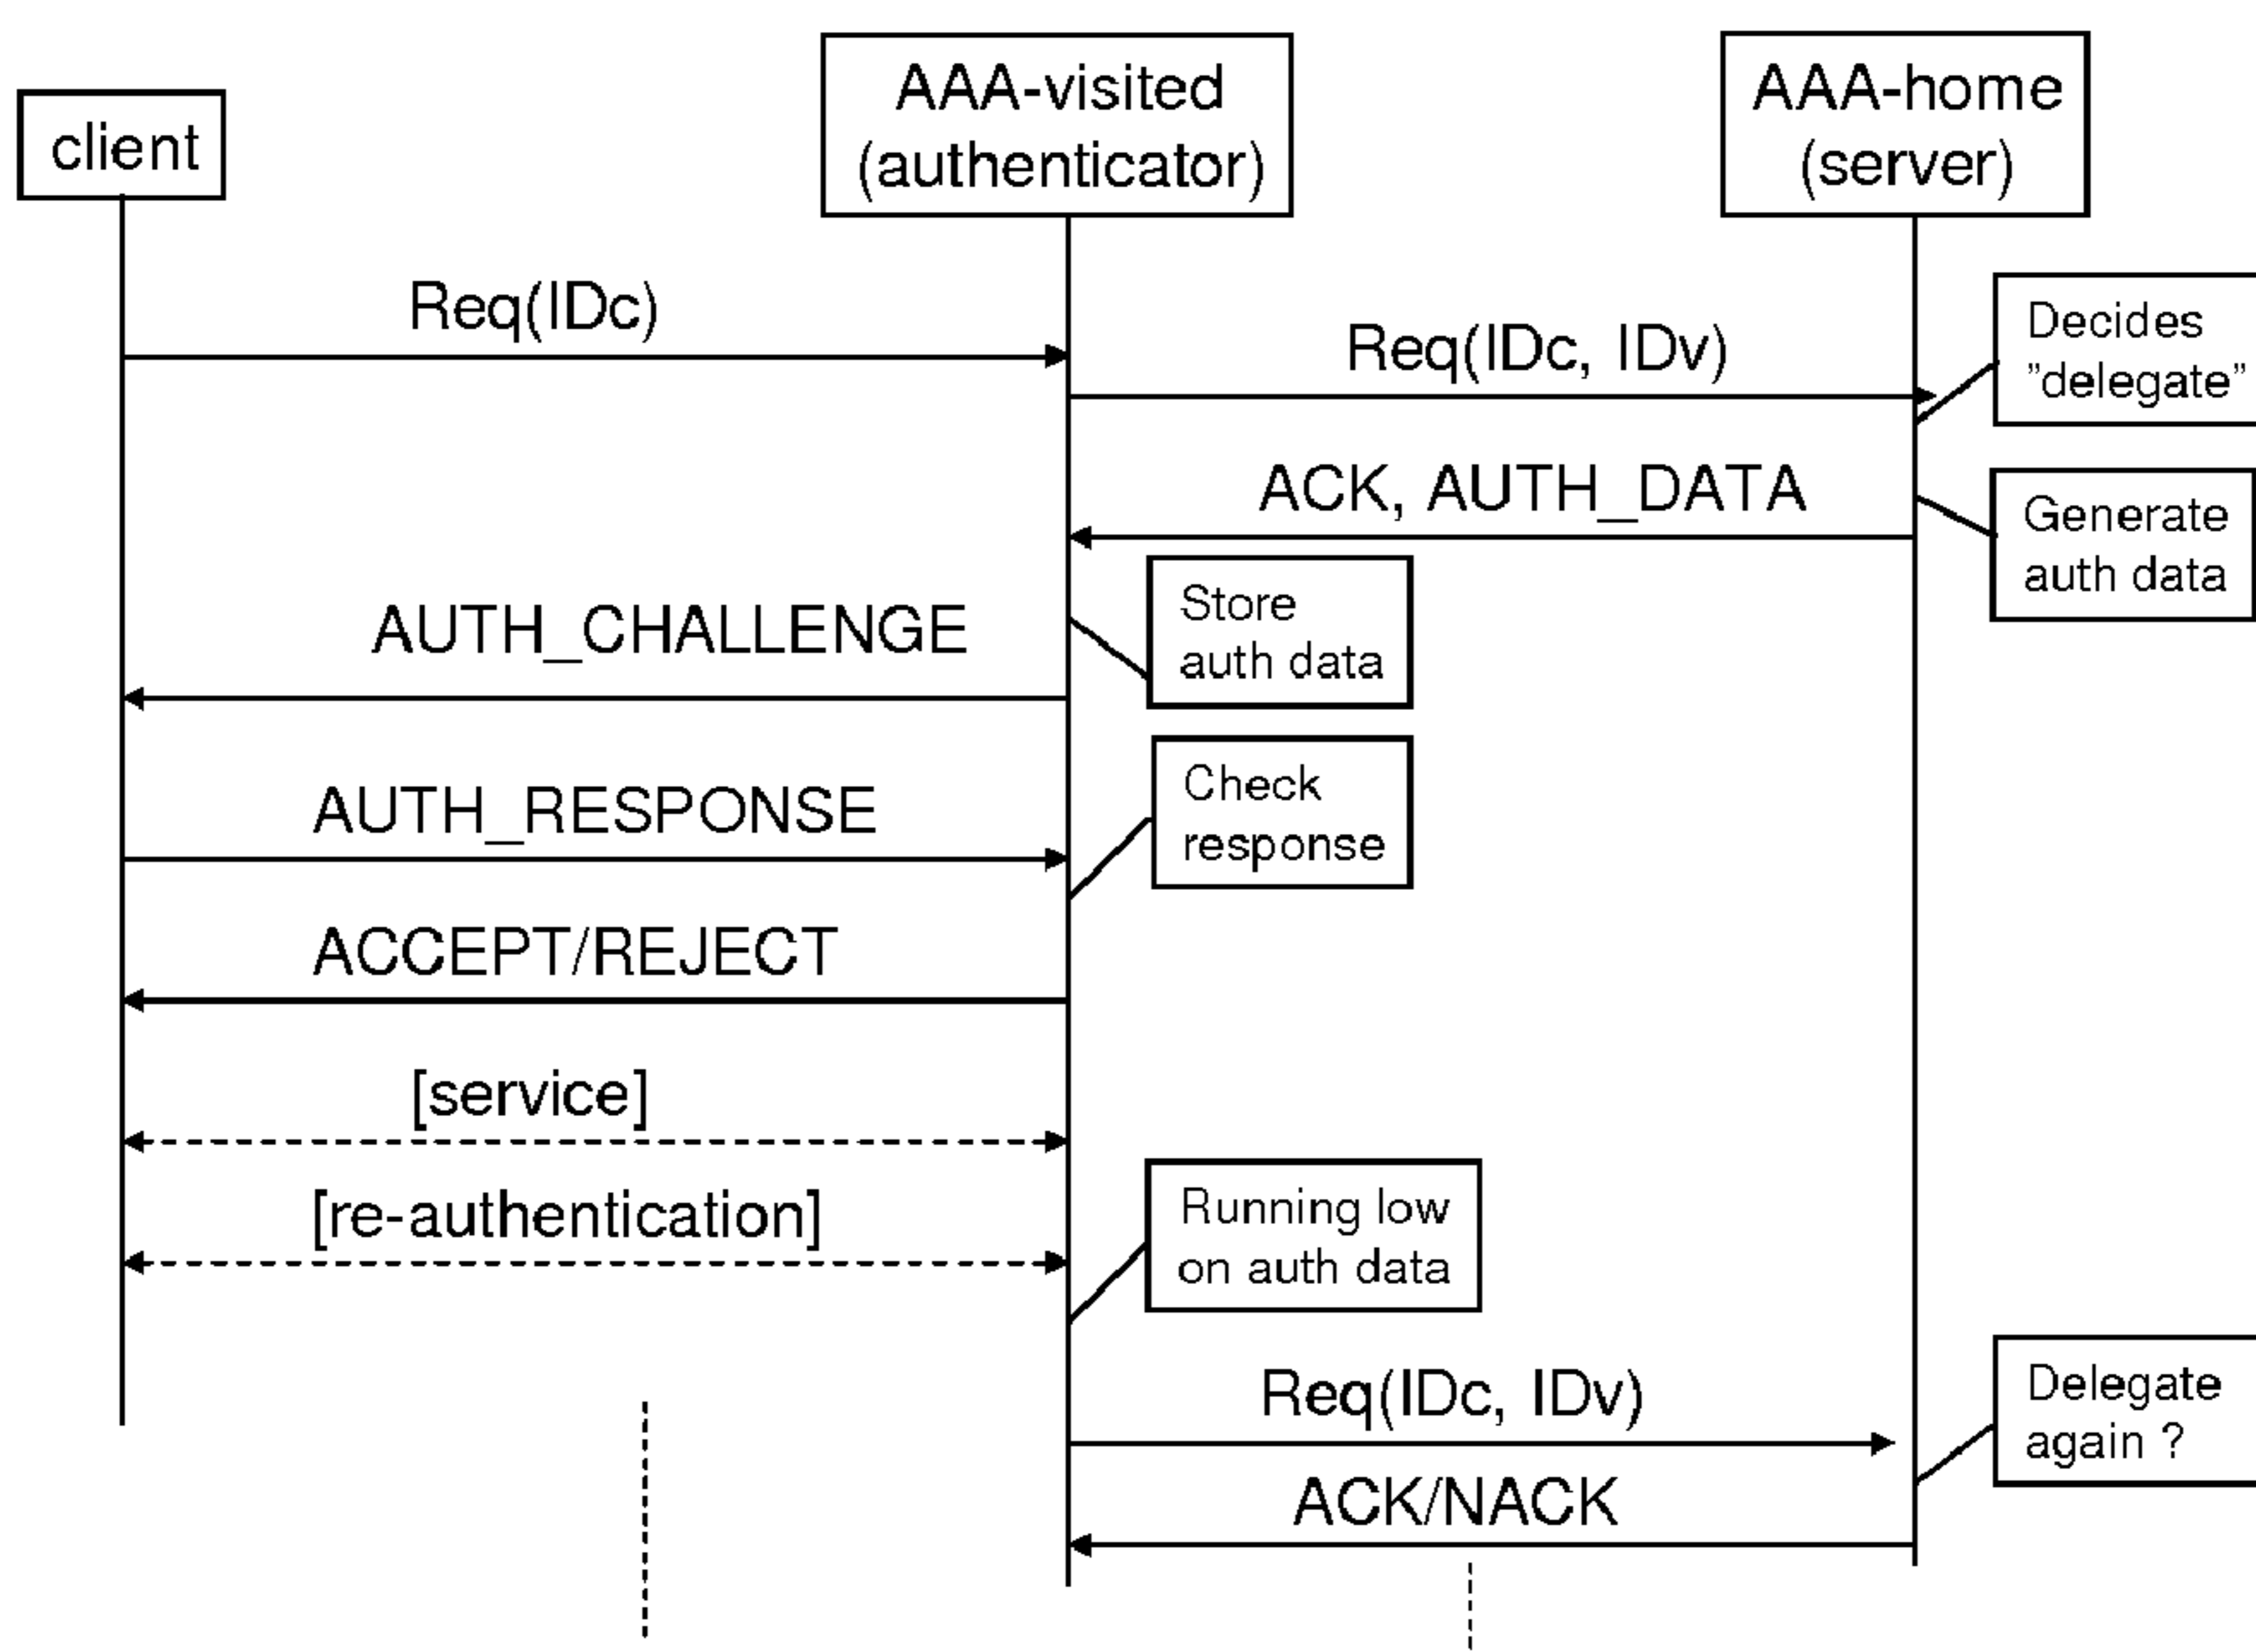 client
AAA-visited
(authenticator)
AAA-home
(server)
Req(IDc)
Req(IDc, IDv)
Decides
”delegate”
ACK, AUTH_DATA
Generate
auth data
Store
auth data
AUTH_CHALLENGE
Check
response
AUTH_RESPONSE
ACCEPT/REJECT
[service]
[re-authentication]
Running low
on auth data
Req(IDc, IDv)
Delegate
again ?
ACK/NACK